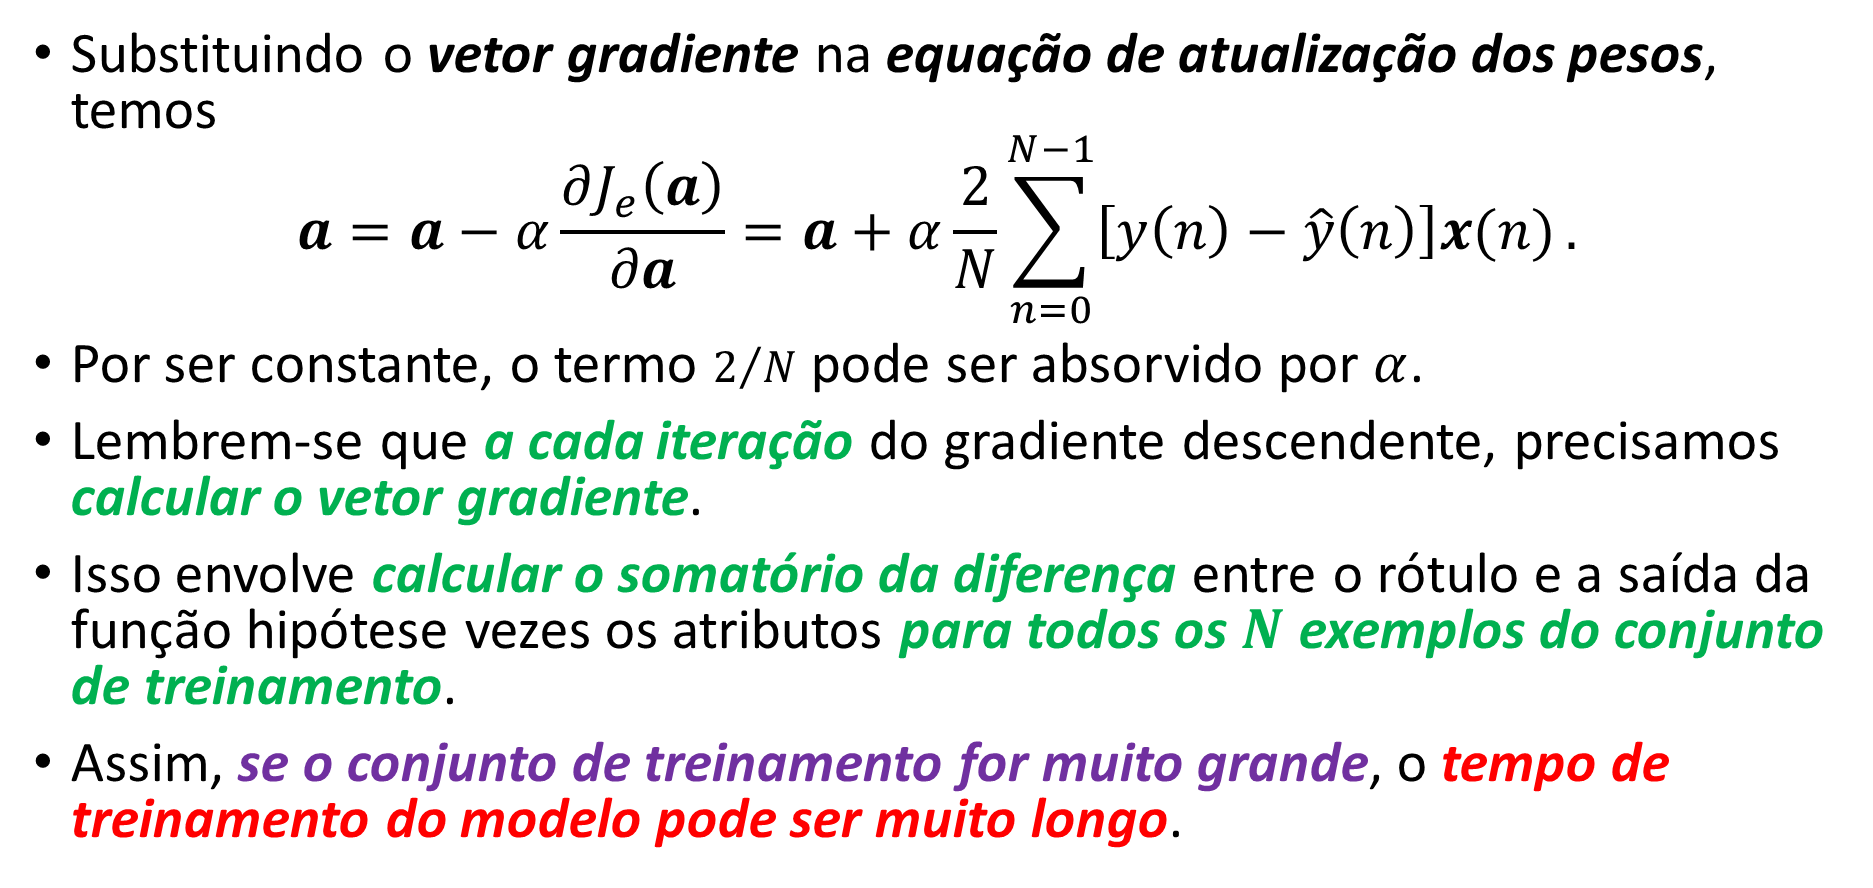 • Substituindo o vetor gradiente na equação de atualização dos pesos,
temos
𝒂 = 𝒂 − α ∂Jₑ(𝒂)/∂𝒂 = 𝒂 + α 2/N ∑_{n=0}^{N−1} [y(n) − ŷ(n)]𝒙(n) .
• Por ser constante, o termo 2/N pode ser absorvido por α.
• Lembrem-se que a cada iteração do gradiente descendente, precisamos
calcular o vetor gradiente.
• Isso envolve calcular o somatório da diferença entre o rótulo e a saída da
função hipótese vezes os atributos para todos os N exemplos do conjunto
de treinamento.
• Assim, se o conjunto de treinamento for muito grande, o tempo de
treinamento do modelo pode ser muito longo.